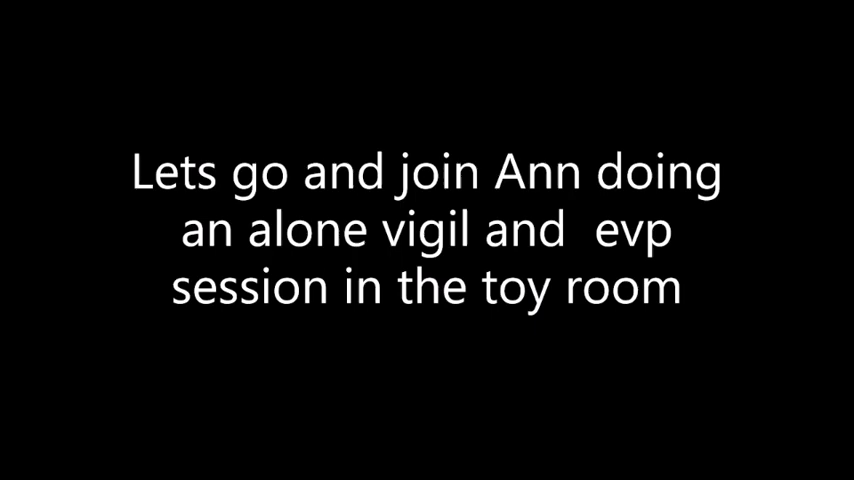 Lets go and join Ann doing
an alone vigil and  evp
session in the toy room